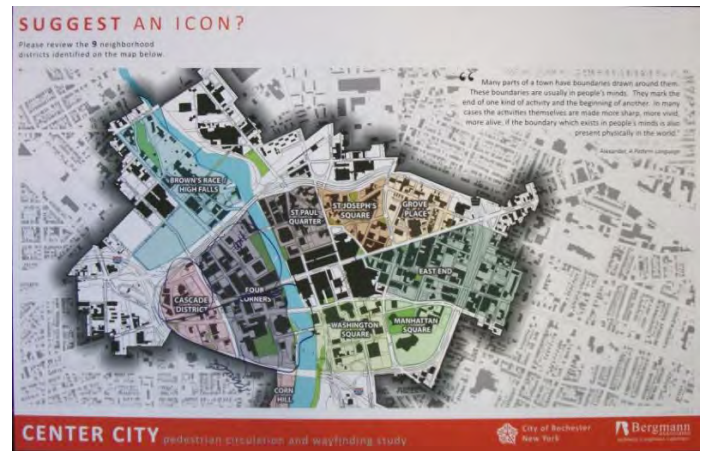 SUGGEST AN ICON?
Please review the 9 neighborhood
districts identified on the map below.
“ Many parts of a town have boundaries drawn around them.
These boundaries are usually in people's minds. They mark the
end of one kind of activity and the beginning of another. In many
cases the activities themselves are made more sharp, more vivid,
more alive, if the boundary which exists in people's minds is also
present physically in the world."
Alexander, A Pattern Language
BROWN'S RACE
HIGH FALLS
ST PAUL
QUARTER
ST JOSEPH'S
SQUARE
GROVE
PLACE
EAST END
CASCADE
DISTRICT
FOUR
CORNERS
WASHINGTON
SQUARE
MANHATTAN
SQUARE
CORN
HILL
CENTER CITY pedestrian circulation and wayfinding study
City of Rochester
New York
Bergmann